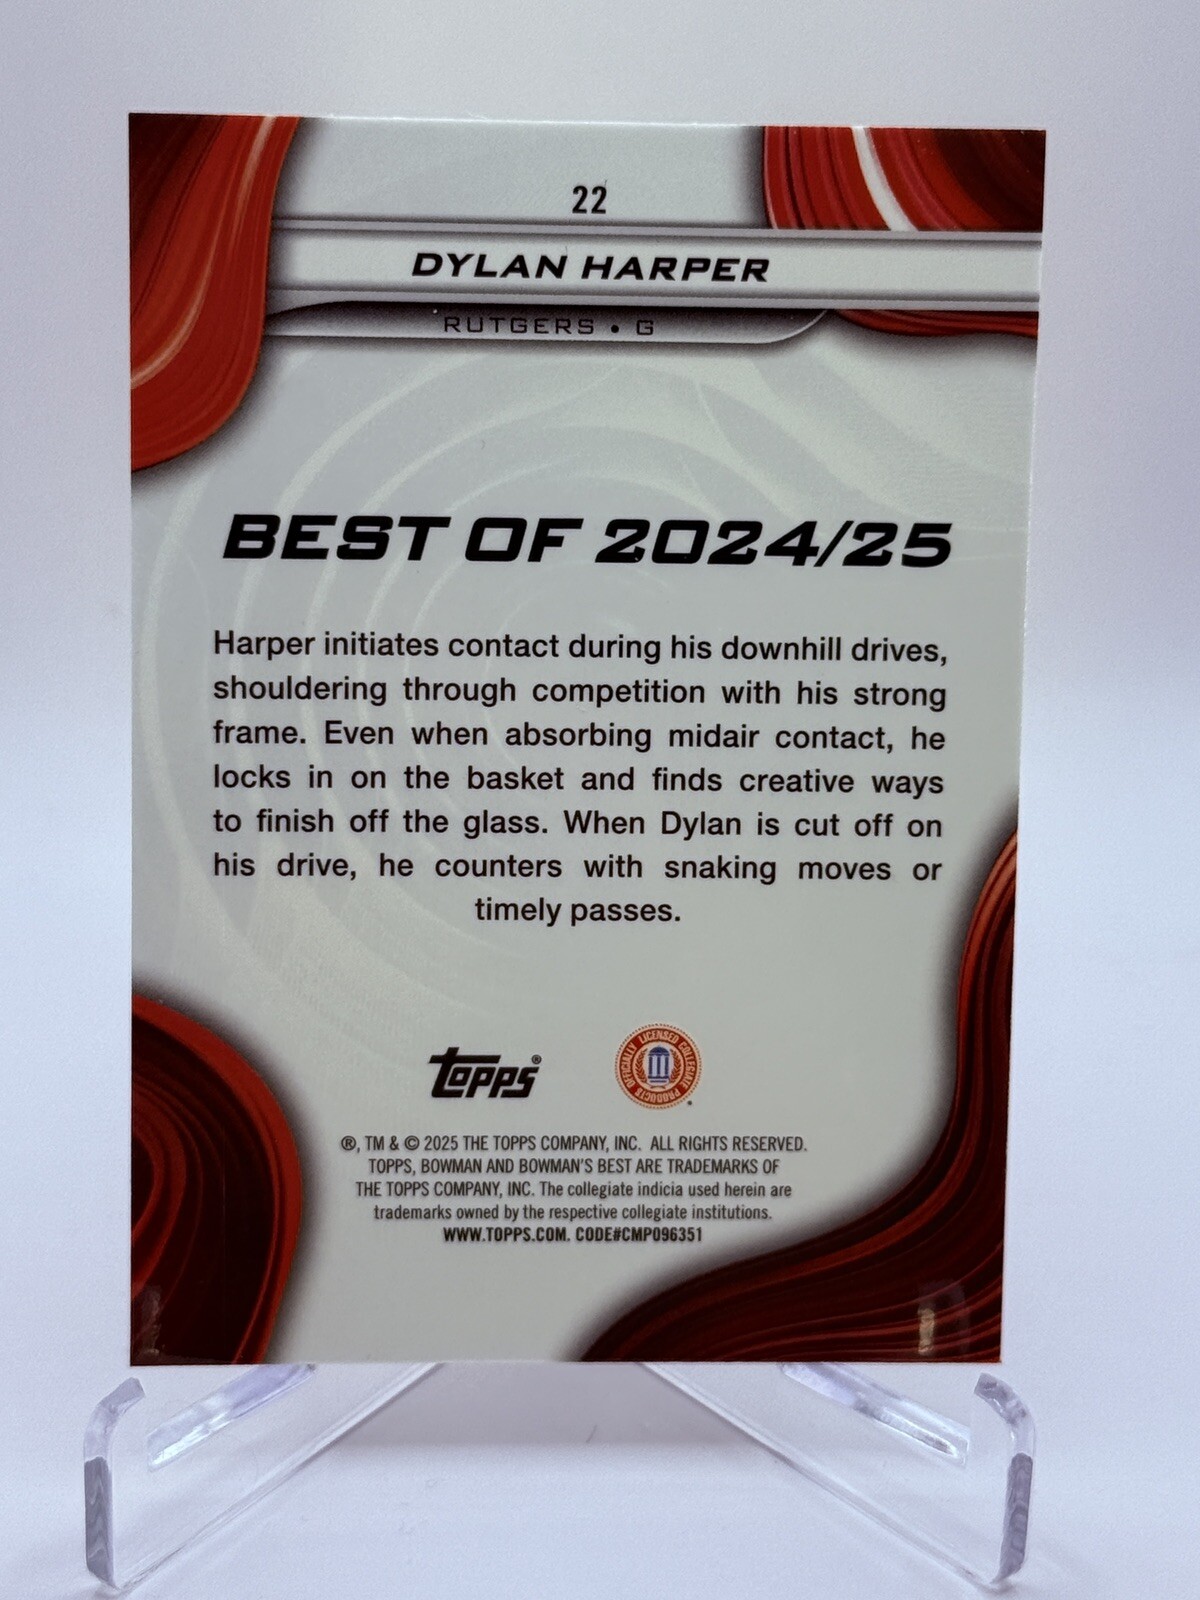 22
DYLAN HARPER
RUTGERS • G
BEST OF 2024/25
Harper initiates contact during his downhill drives,
shouldering through competition with his strong
frame. Even when absorbing midair contact, he
locks in on the basket and finds creative ways
to finish off the glass. When Dylan is cut off on
his drive, he counters with snaking moves or
timely passes.
topps®
OFFICIALLY LICENSED COLLEGIATE PRODUCTS
®, TM & © 2025 THE TOPPS COMPANY, INC. ALL RIGHTS RESERVED.
TOPPS, BOWMAN AND BOWMAN'S BEST ARE TRADEMARKS OF
THE TOPPS COMPANY, INC. The collegiate indicia used herein are
trademarks owned by the respective collegiate institutions.
WWW.TOPPS.COM. CODE#CMP096351